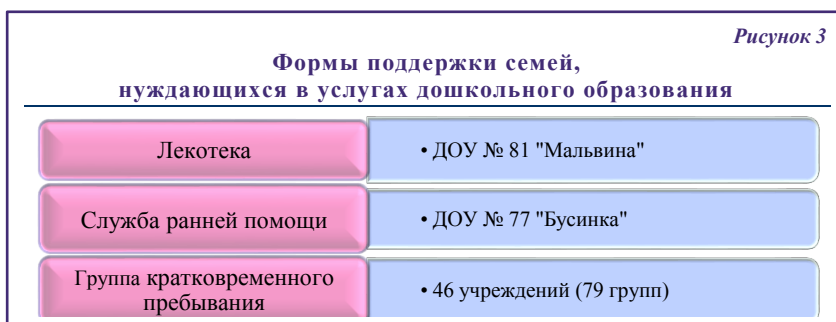 Рисунок 3
Формы поддержки семей,
нуждающихся в услугах дошкольного образования
Лекотека
• ДОУ № 81 "Мальвина"
Служба ранней помощи
• ДОУ № 77 "Бусинка"
Группа кратковременного
пребывания
• 46 учреждений (79 групп)